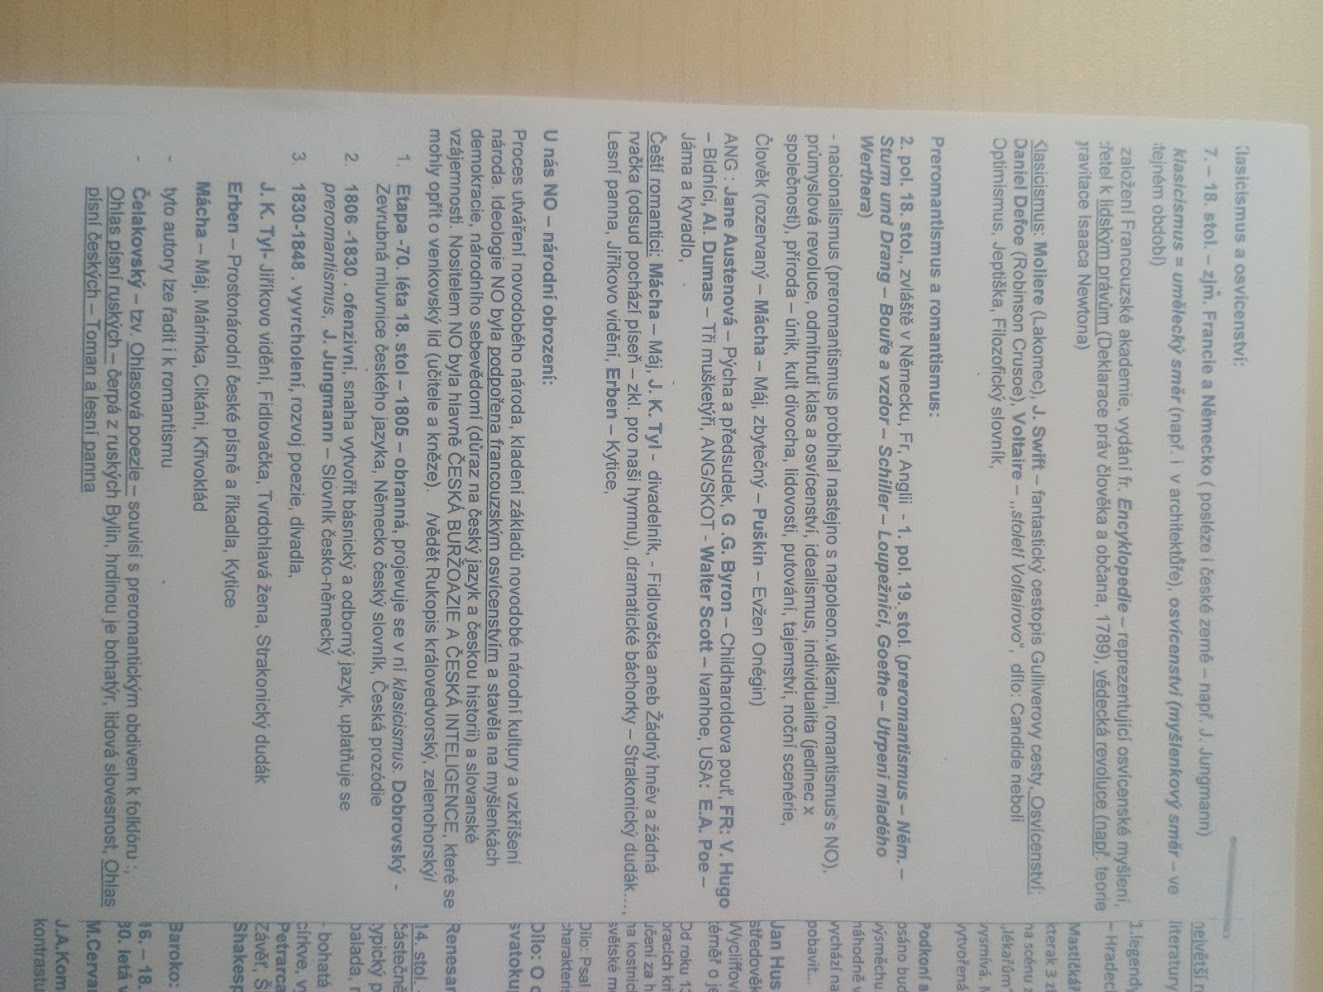 lasicismus a osvícenství:
7. – 18. stol. – zjm. Francie a Německo ( posléze i české země – např. J. Jungmann)
klasicismus = umělecký směr (např. i v architektuře), osvícenství (myšlenkový směr – ve
tejném období)
založení Francouzské akademie, vydání fr. Encyklopedie – reprezentující osvícenské myšlení,
řetel k lidským právům (Deklarace práv člověka a občana, 1789), vědecká revoluce (např. teorie
gravitace Isaaca Newtona)
Klasicismus: Moliere (Lakomec), J. Swift – fantastický cestopis Gulliverovy cesty, Osvícenství:
Daniel Defoe (Robinson Crusoe), Voltaire – ,,století Voltairovo“, dílo: Candide neboli
Optimismus, Jeptiška, Filozofický slovník,
Preromantismus a romantismus:
2. pol. 18. stol., zvláště v Německu, Fr, Anglii - 1. pol. 19. stol. (preromantismus – Něm. –
Sturm und Drang – Bouře a vzdor – Schiller – Loupežníci, Goethe – Utrpení mladého
Werthera)
- nacionalismus (preromantismus probíhal nastejno s napoleon.válkami, romantismus s NO),
průmyslová revoluce, odmítnutí klas a osvícenství, idealismus, individualita (jedinec x
společnosti), příroda – únik, kult divocha, lidovosti, putování, tajemství, noční scenérie,
Člověk (rozervaný – Mácha – Máj, zbytečný – Puškin – Evžen Oněgin)
ANG : Jane Austenová – Pýcha a předsudek, G .G. Byron – Childharoldova pouť, FR: V. Hugo
– Bídníci, Al. Dumas – Tři mušketýři, ANG/SKOT - Walter Scott – Ivanhoe, USA: E.A. Poe –
Jáma a kyvadlo,
Čeští romantici: Mácha – Máj, J. K. Tyl - divadelník, - Fidlovačka aneb Žádný hněv a žádná
rvačka (odsud pochází píseň – zkl. pro naši hymnu), dramatické báchorky – Strakonický dudák...,
Lesní panna, Jiříkovo vidění, Erben – Kytice,
U nás NO – národní obrození:
Proces utváření novodobého národa, kladení základů novodobé národní kultury a vzkříšení
národa. Ideologie NO byla podpořena francouzským osvícenstvím a stavěla na myšlenkách
demokracie, národního sebevědomí (důraz na český jazyk a českou historii) a slovanské
vzájemnosti. Nositelem NO byla hlavně ČESKÁ BURŽOAZIE A ČESKÁ INTELIGENCE, které se
mohly opřít o venkovský lid (učitele a kněze). /vědět Rukopis královedvorský, zelenohorský/
1. Etapa -70. léta 18. stol – 1805 – obranná, projevuje se v ní klasicismus. Dobrovský -
Zevrubná mluvnice českého jazyka, Německo český slovník, Česká prozódie
2. 1806 -1830 . ofenzivní, snaha vytvořit básnický a odborný jazyk, uplatňuje se
preromantismus, J. Jungmann – Slovník česko-německý
3. 1830-1848 . vyvrcholení, rozvoj poezie, divadla,
J. K. Tyl- Jiříkovo vidění, Fidlovačka, Tvrdohlavá žena, Strakonický dudák
Erben – Prostonárodní české písně a říkadla, Kytice
Mácha – Máj, Márinka, Cikáni, Křivoklád
- tyto autory lze řadit i k romantismu
- Čelakovský – tzv. Ohlasová poezie – souvisí s preromantickým obdivem k folklóru :,
Ohlas písní ruských – čerpá z ruských Bylin, hrdinou je bohatýr, lidová slovesnost, Ohlas
písní českých – Toman a lesní panna
největší
literatury
1.legendy
– Hradec
Mastičkář
kterak 3
na scénu
„lékařům“
vysmívá.
vytvořená
Podkoní a
psáno bud
výsměchu.
náhodně v
vychází na
pobavit...
Jan Hus
středověk
Wycliffovi
téměř o je
Od roku 13
pracích
učení za h
na kostnic
světské m
Dílo: Psal
charakteris
Dílo: O
svatokup
Renesan
14. stol. -
částečně
typický p
balada,
- bohatá
církve, vy
Petrarca
Závěť, Š
Shakesp
Baroko:
16. – 18.
30. letá v
M.Cervan
J.A.Kom
kontrastu